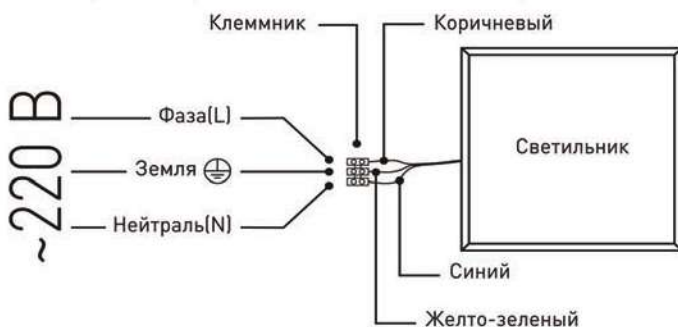 Клеммник
Коричневый
~220 В
Фаза(L)
Земля
Нейтраль(N)
Светильник
Синий
Желто-зеленый